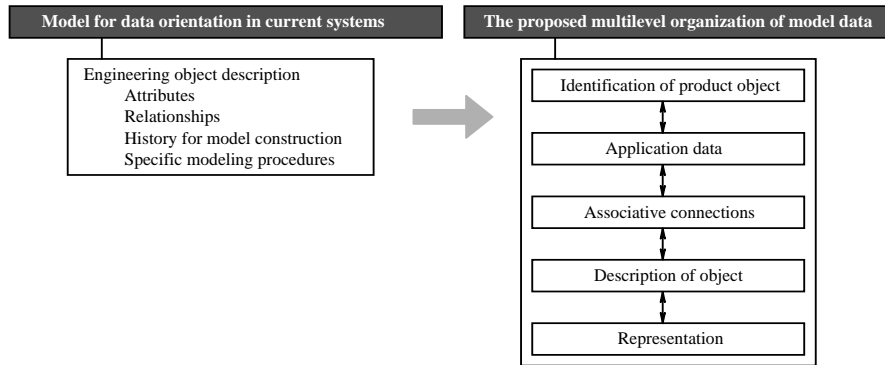 Model for data orientation in current systems
Engineering object description
Attributes
Relationships
History for model construction
Specific modeling procedures
The proposed multilevel organization of model data
Identification of product object
Application data
Associative connections
Description of object
Representation